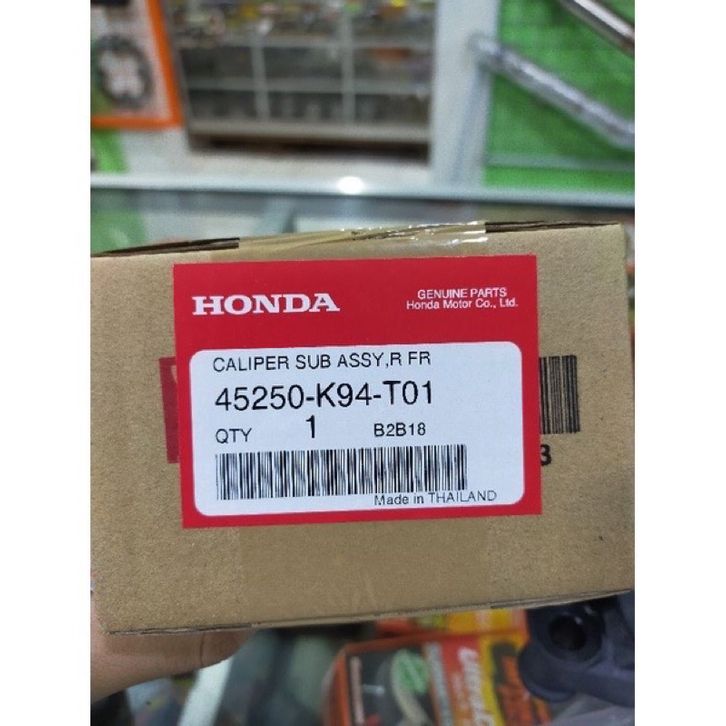 HONDA
GENUINE PARTS
Honda Motor Co., Ltd.
CALIPER SUB ASSY,R FR
45250-K94-T01
QTY 1 B2B18
Made in THAILAND
3